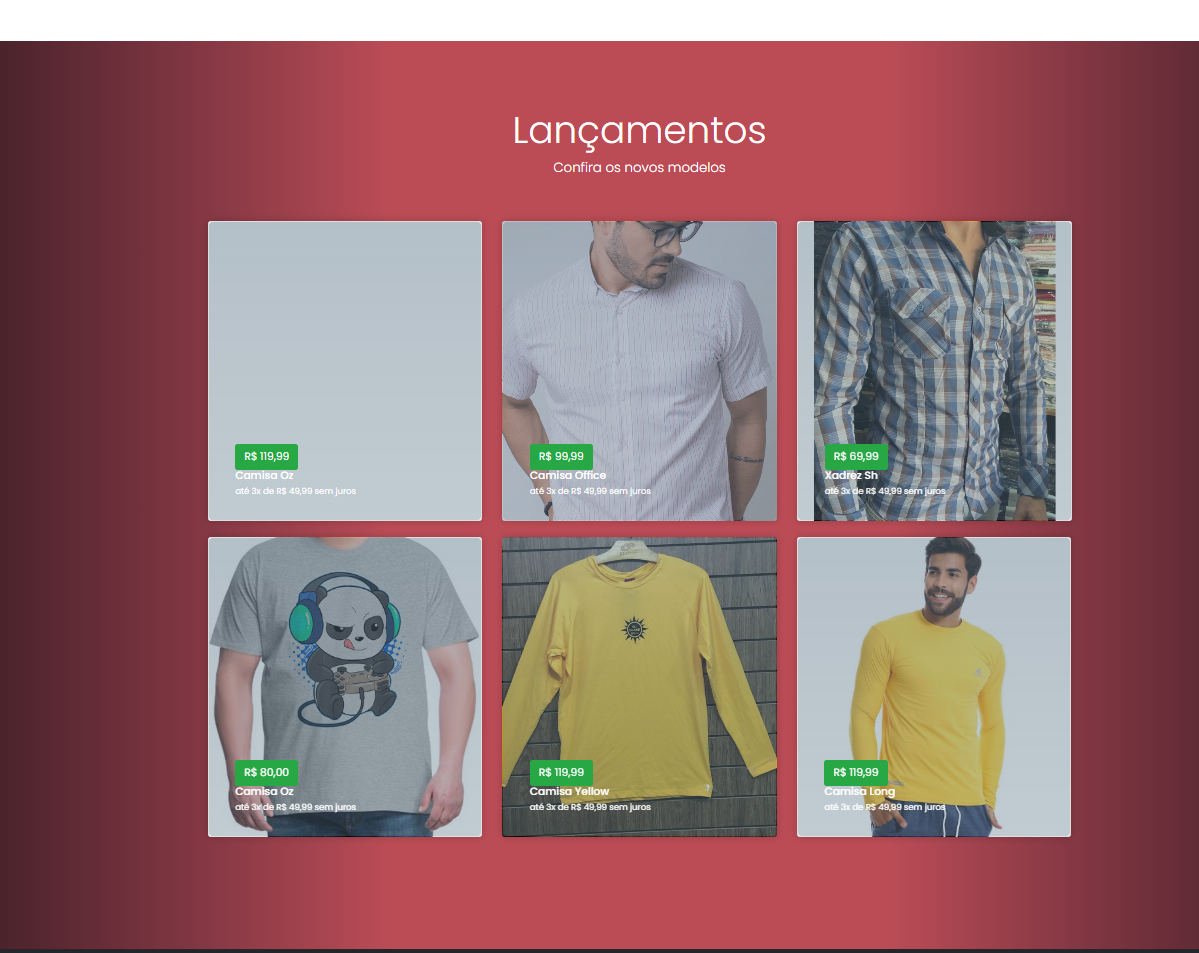 Lançamentos
Confira os novos modelos
R$ 119,99
Camisa Oz
até 3x de R$ 49,99 sem juros
R$ 99,99
Camisa Office
até 3x de R$ 49,99 sem juros
R$ 69,99
Xadrez Sh
até 3x de R$ 49,99 sem juros
R$ 80,00
Camisa Oz
até 3x de R$ 49,99 sem juros
R$ 119,99
Camisa Yellow
até 3x de R$ 49,99 sem juros
R$ 119,99
Camisa Long
até 3x de R$ 49,99 sem juros